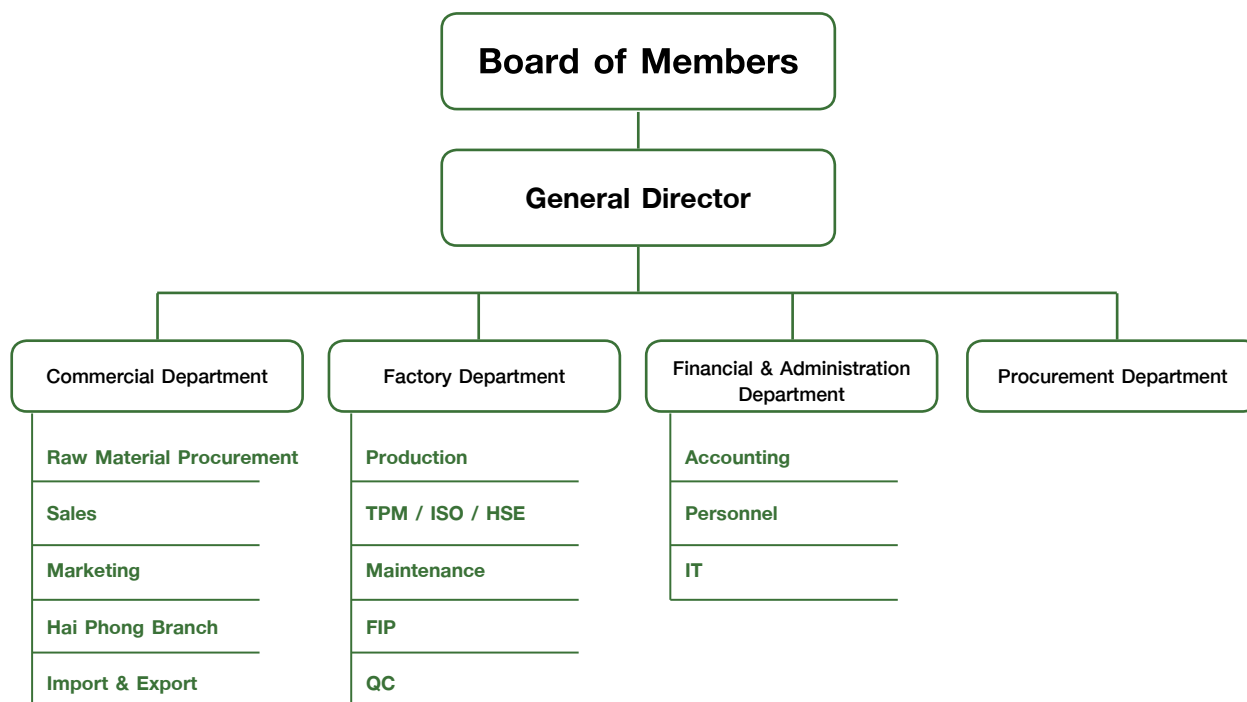 Board of Members
General Director
Commercial Department
Factory Department
Financial & Administration
Department
Procurement Department
Raw Material Procurement
Sales
Marketing
Hai Phong Branch
Import & Export
Production
TPM / ISO / HSE
Maintenance
FIP
QC
Accounting
Personnel
IT